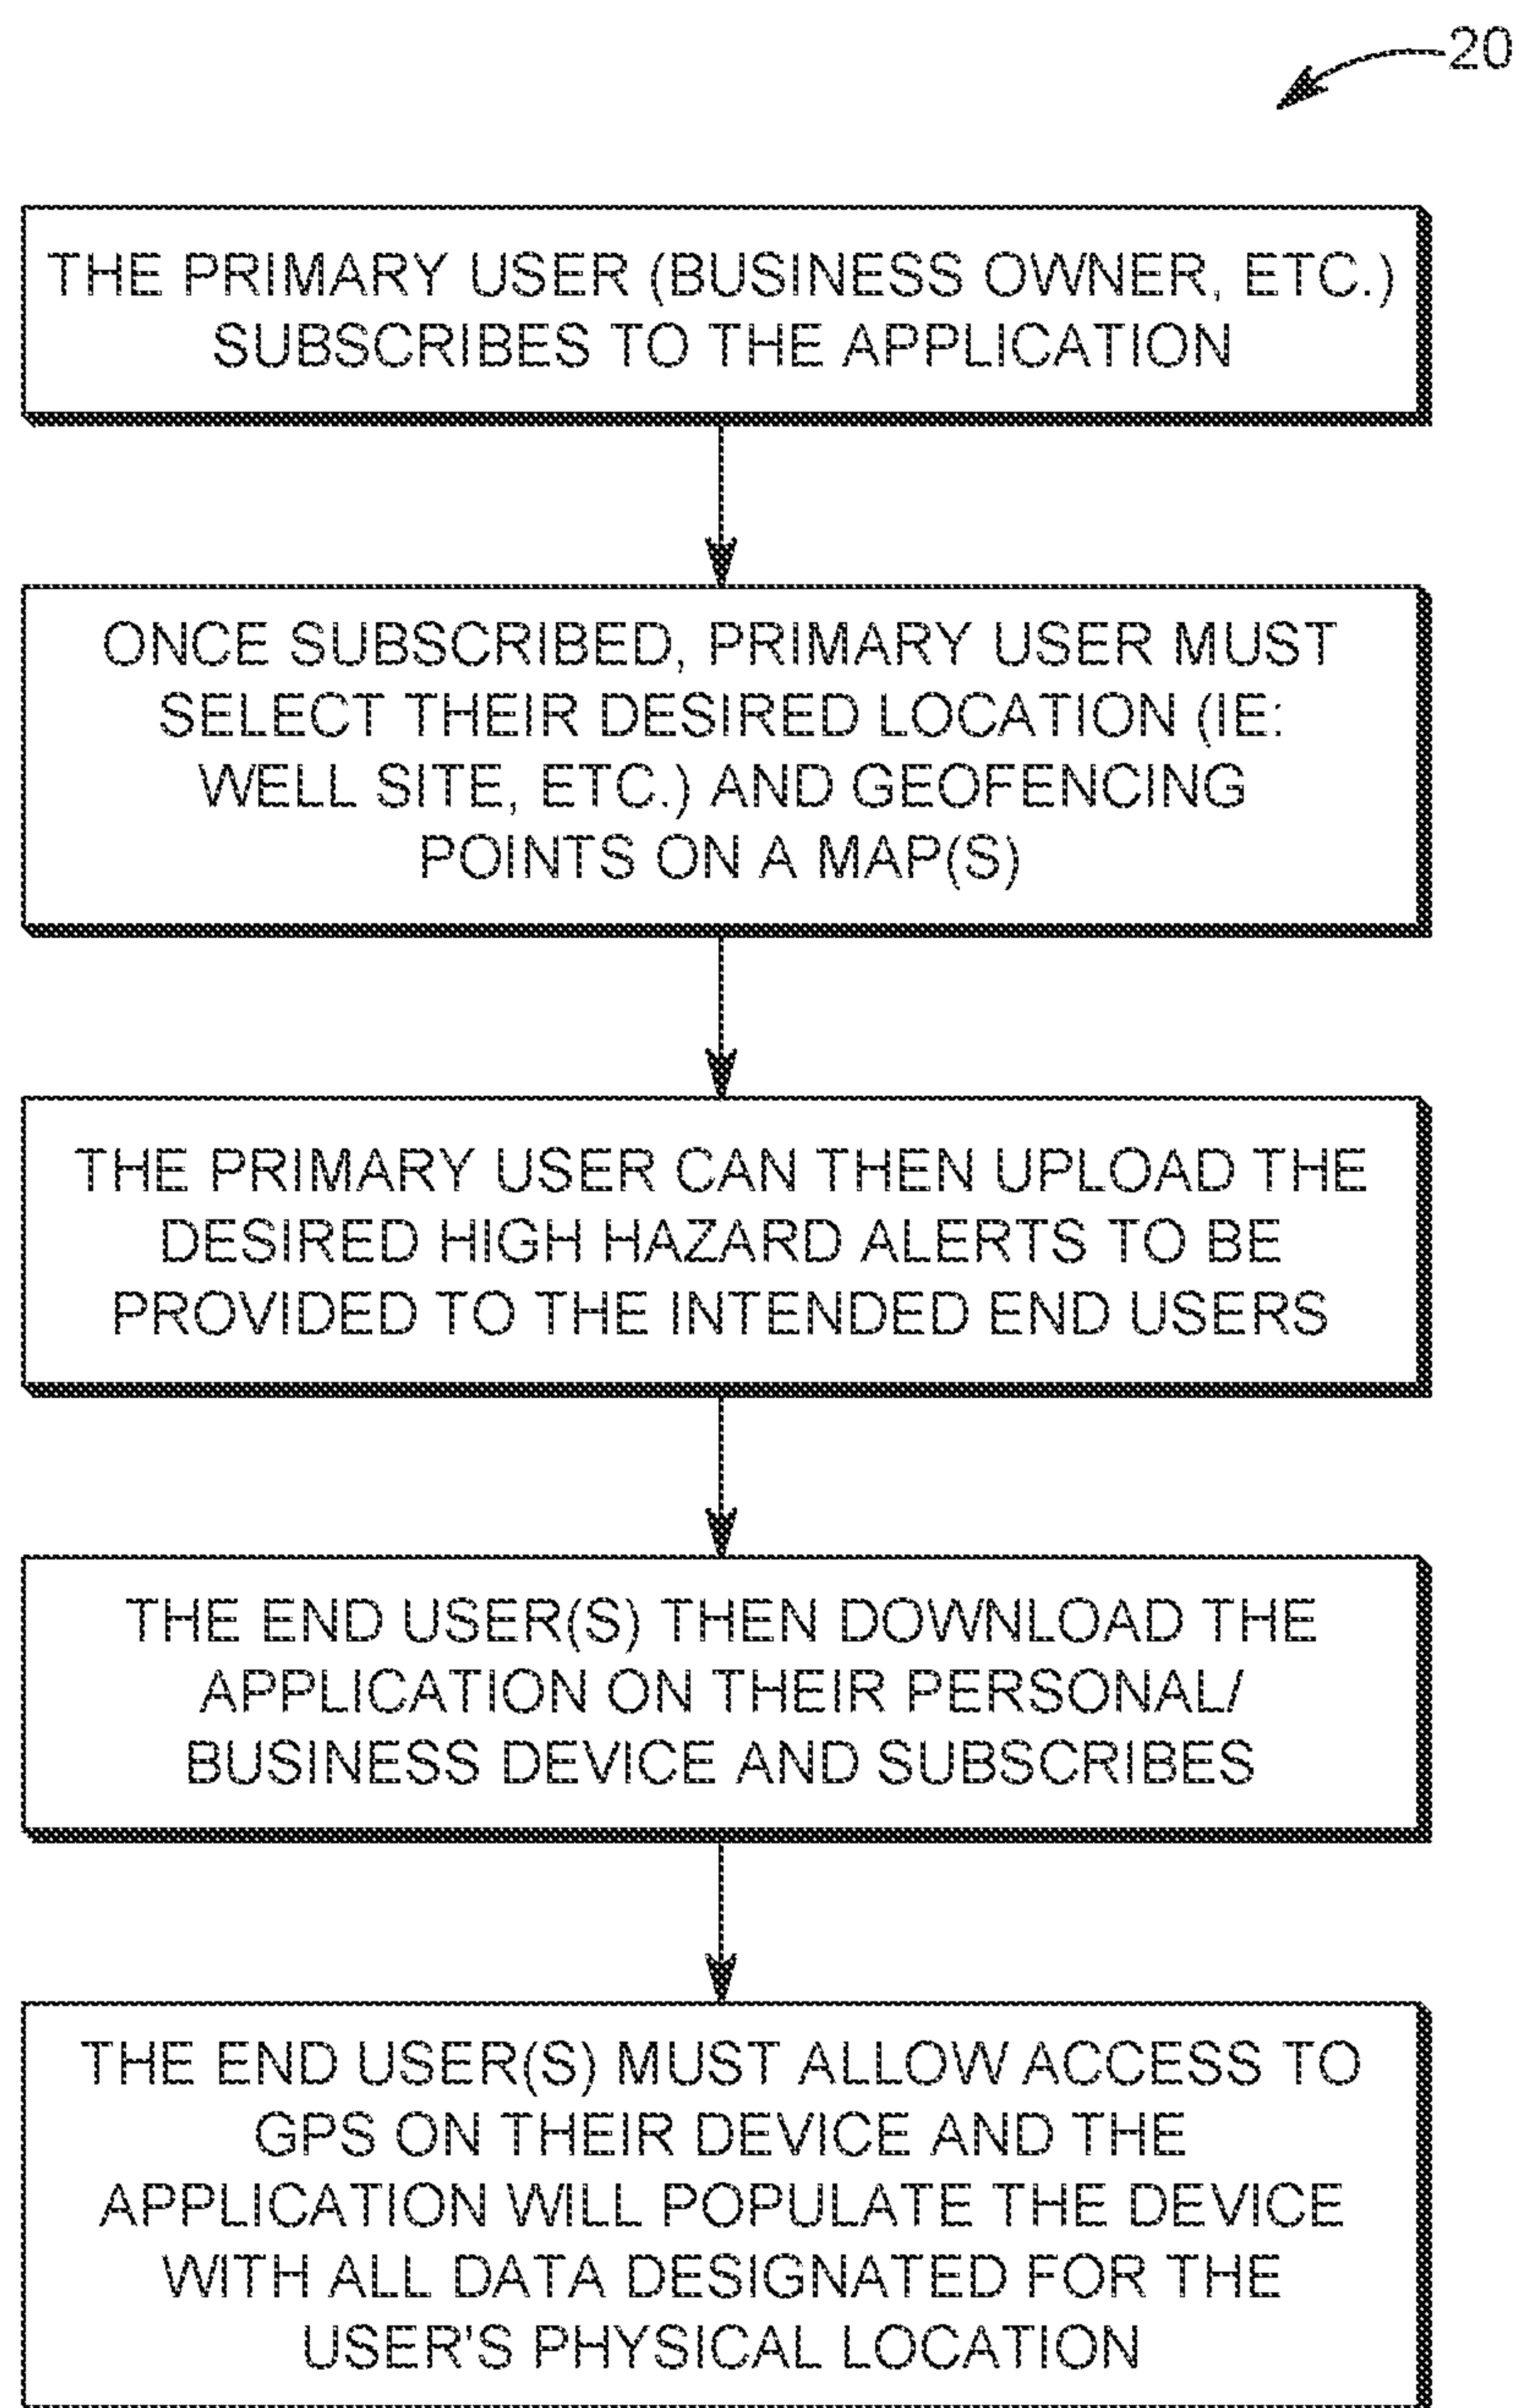 20
THE PRIMARY USER (BUSINESS OWNER, ETC.)
SUBSCRIBES TO THE APPLICATION
ONCE SUBSCRIBED, PRIMARY USER MUST
SELECT THEIR DESIRED LOCATION (IE:
WELL SITE, ETC.) AND GEOFENCING
POINTS ON A MAP(S)
THE PRIMARY USER CAN THEN UPLOAD THE
DESIRED HIGH HAZARD ALERTS TO BE
PROVIDED TO THE INTENDED END USERS
THE END USER(S) THEN DOWNLOAD THE
APPLICATION ON THEIR PERSONAL/
BUSINESS DEVICE AND SUBSCRIBES
THE END USER(S) MUST ALLOW ACCESS TO
GPS ON THEIR DEVICE AND THE
APPLICATION WILL POPULATE THE DEVICE
WITH ALL DATA DESIGNATED FOR THE
USER'S PHYSICAL LOCATION